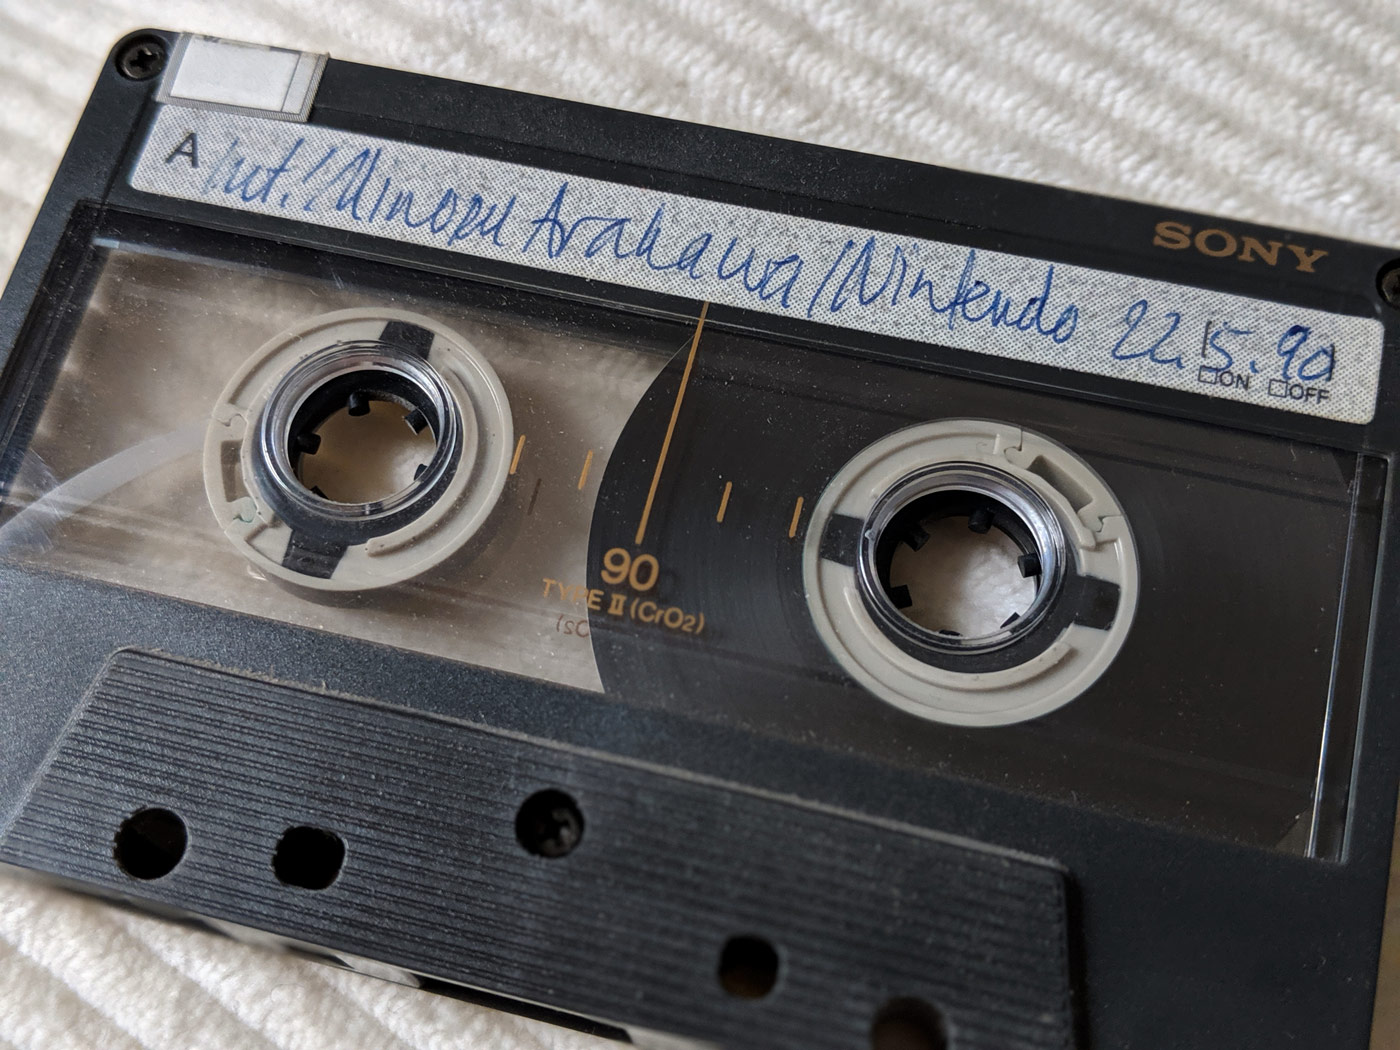 A Int. / Minoru Arakawa / Nintendo 22.5.90
SONY
ON OFF
90
TYPE II (CrO2)